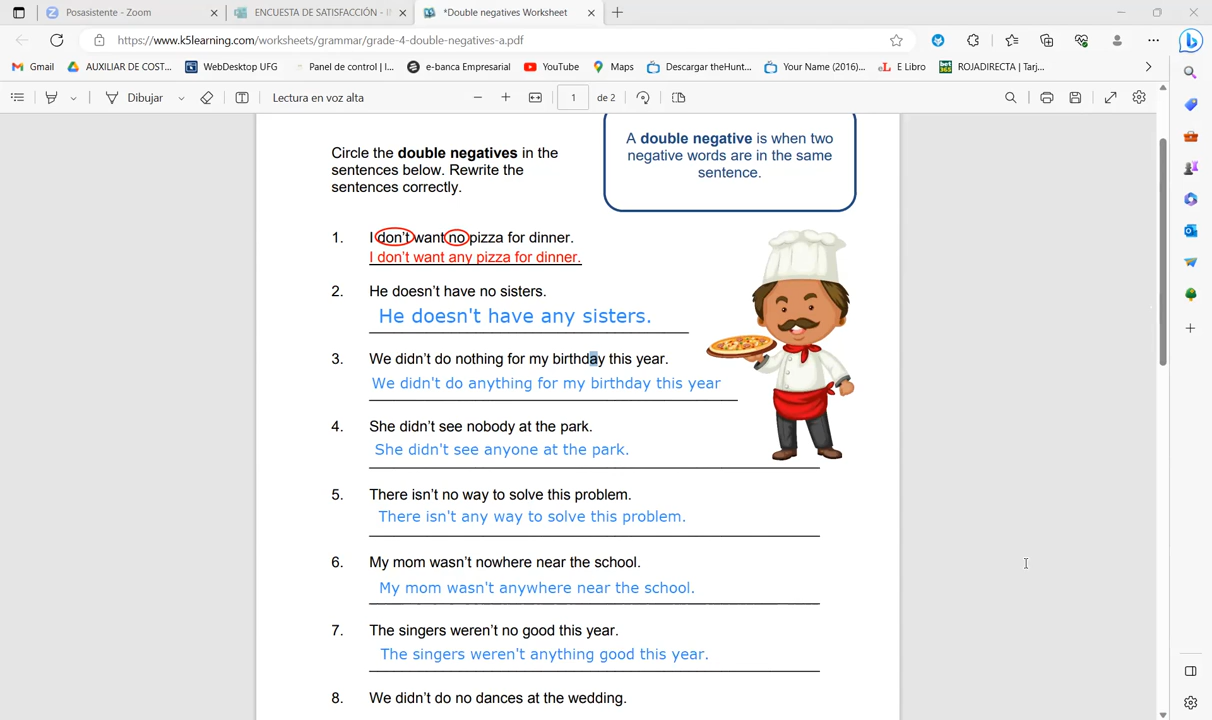 Posasistente - Zoom
ENCUESTA DE SATISFACCIÓN - I
*Double negatives Worksheet
https://www.k5learning.com/worksheets/grammar/grade-4-double-negatives-a.pdf
Gmail
AUXILIAR DE COST...
WebDesktop UFG
Panel de control | I...
e-banca Empresarial
YouTube
Maps
Descargar theHunt...
Your Name (2016)...
E Libro
ROJADIRECTA | Tarj...
Dibujar
Lectura en voz alta
1
de 2
Circle the double negatives in the
sentences below. Rewrite the
sentences correctly.
A double negative is when two
negative words are in the same
sentence.
1. I don't want no pizza for dinner.
I don't want any pizza for dinner.
2. He doesn't have no sisters.
He doesn't have any sisters.
3. We didn't do nothing for my birthday this year.
We didn't do anything for my birthday this year
4. She didn't see nobody at the park.
She didn't see anyone at the park.
5. There isn't no way to solve this problem.
There isn't any way to solve this problem.
6. My mom wasn't nowhere near the school.
My mom wasn't anywhere near the school.
7. The singers weren't no good this year.
The singers weren't anything good this year.
8. We didn't do no dances at the wedding.